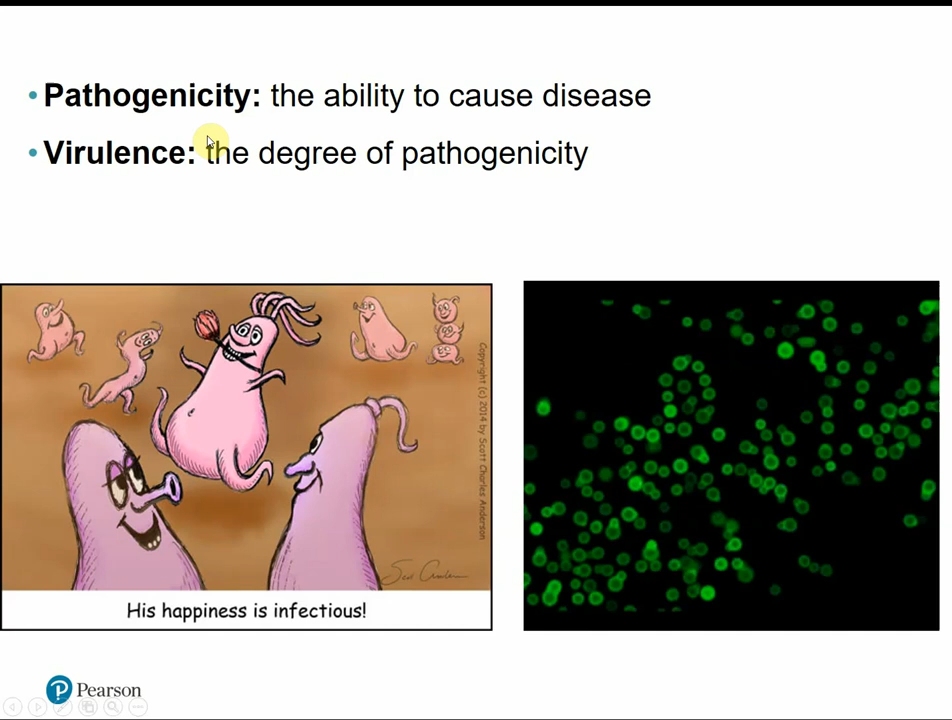 • Pathogenicity: the ability to cause disease
• Virulence: the degree of pathogenicity
Copyright (c) 2014 by Scott Charles Anderson
His happiness is infectious!
P Pearson